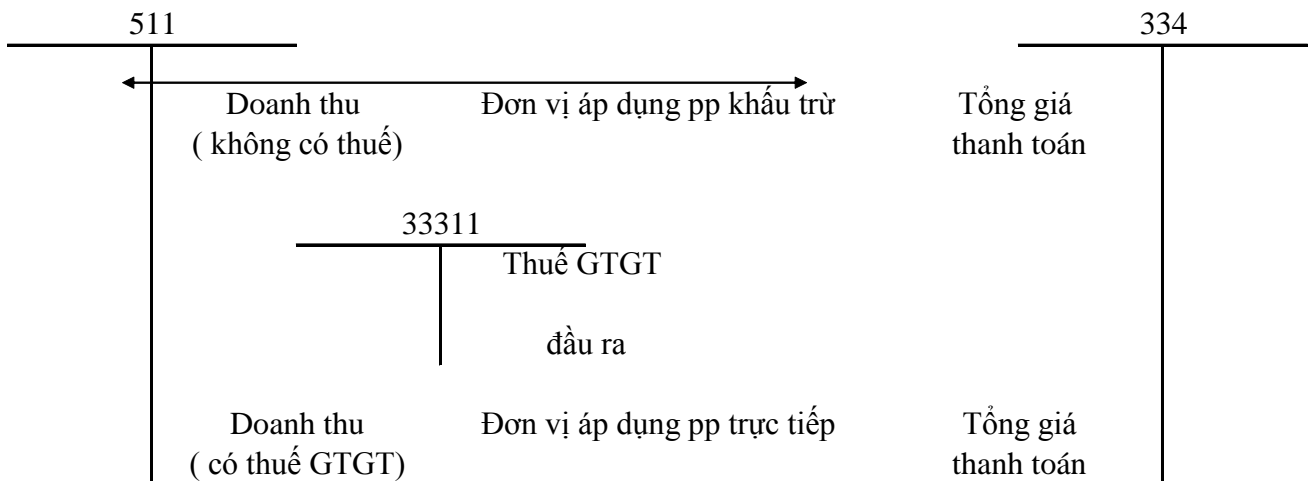 511
334
Doanh thu
( không có thuế)
Đơn vị áp dụng pp khấu trừ
Tổng giá
thanh toán
33311
Thuế GTGT
đầu ra
Doanh thu
( có thuế GTGT)
Đơn vị áp dụng pp trực tiếp
Tổng giá
thanh toán